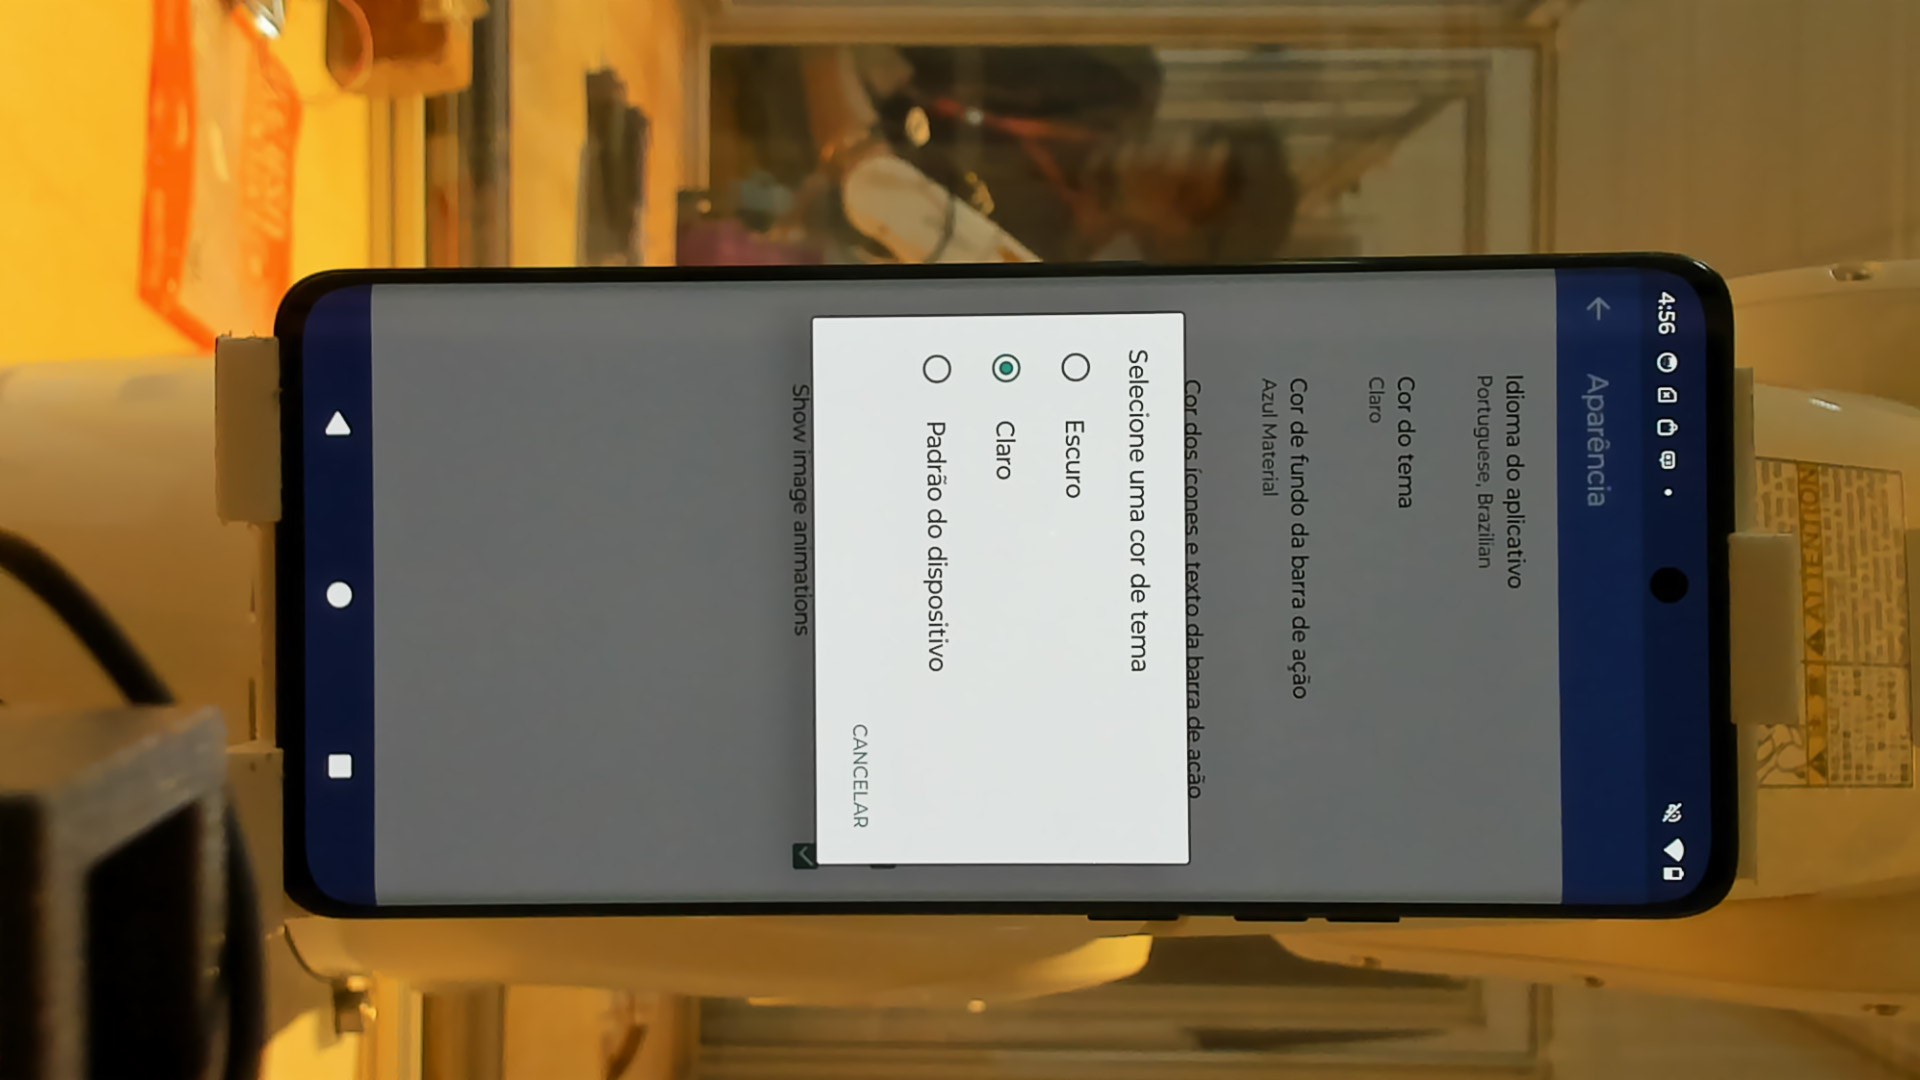 4:56
Aparência
Idioma do aplicativo
Portuguese, Brazilian
Cor do tema
Claro
Cor de fundo da barra de ação
Azul Material
Cor dos ícones e texto da barra de ação
Selecione uma cor de tema
Escuro
Claro
Padrão do dispositivo
CANCELAR
Show image animations
ATTENTION